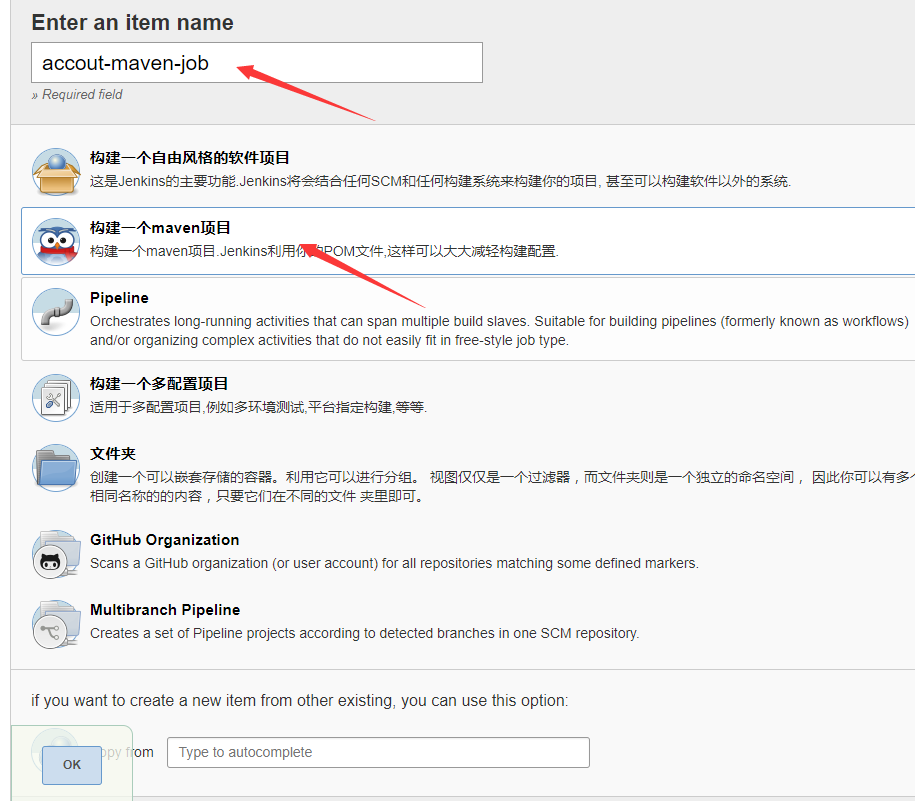 Enter an item name
accout-maven-job
» Required field
构建一个自由风格的软件项目
这是Jenkins的主要功能.Jenkins将会结合任何SCM和任何构建系统来构建你的项目, 甚至可以构建软件以外的系统.
构建一个maven项目
构建一个maven项目.Jenkins利用你的POM文件,这样可以大大减轻构建配置.
Pipeline
Orchestrates long-running activities that can span multiple build slaves. Suitable for building pipelines (formerly known as workflows)
and/or organizing complex activities that do not easily fit in free-style job type.
构建一个多配置项目
适用于多配置项目,例如多环境测试,平台指定构建,等等.
文件夹
创建一个可以嵌套存储的容器。利用它可以进行分组。 视图仅仅是一个过滤器，而文件夹则是一个独立的命名空间， 因此你可以有多个
相同名称的的内容，只要它们在不同的文件 夹里即可。
GitHub Organization
Scans a GitHub organization (or user account) for all repositories matching some defined markers.
Multibranch Pipeline
Creates a set of Pipeline projects according to detected branches in one SCM repository.
if you want to create a new item from other existing, you can use this option:
Copy from
Type to autocomplete
OK